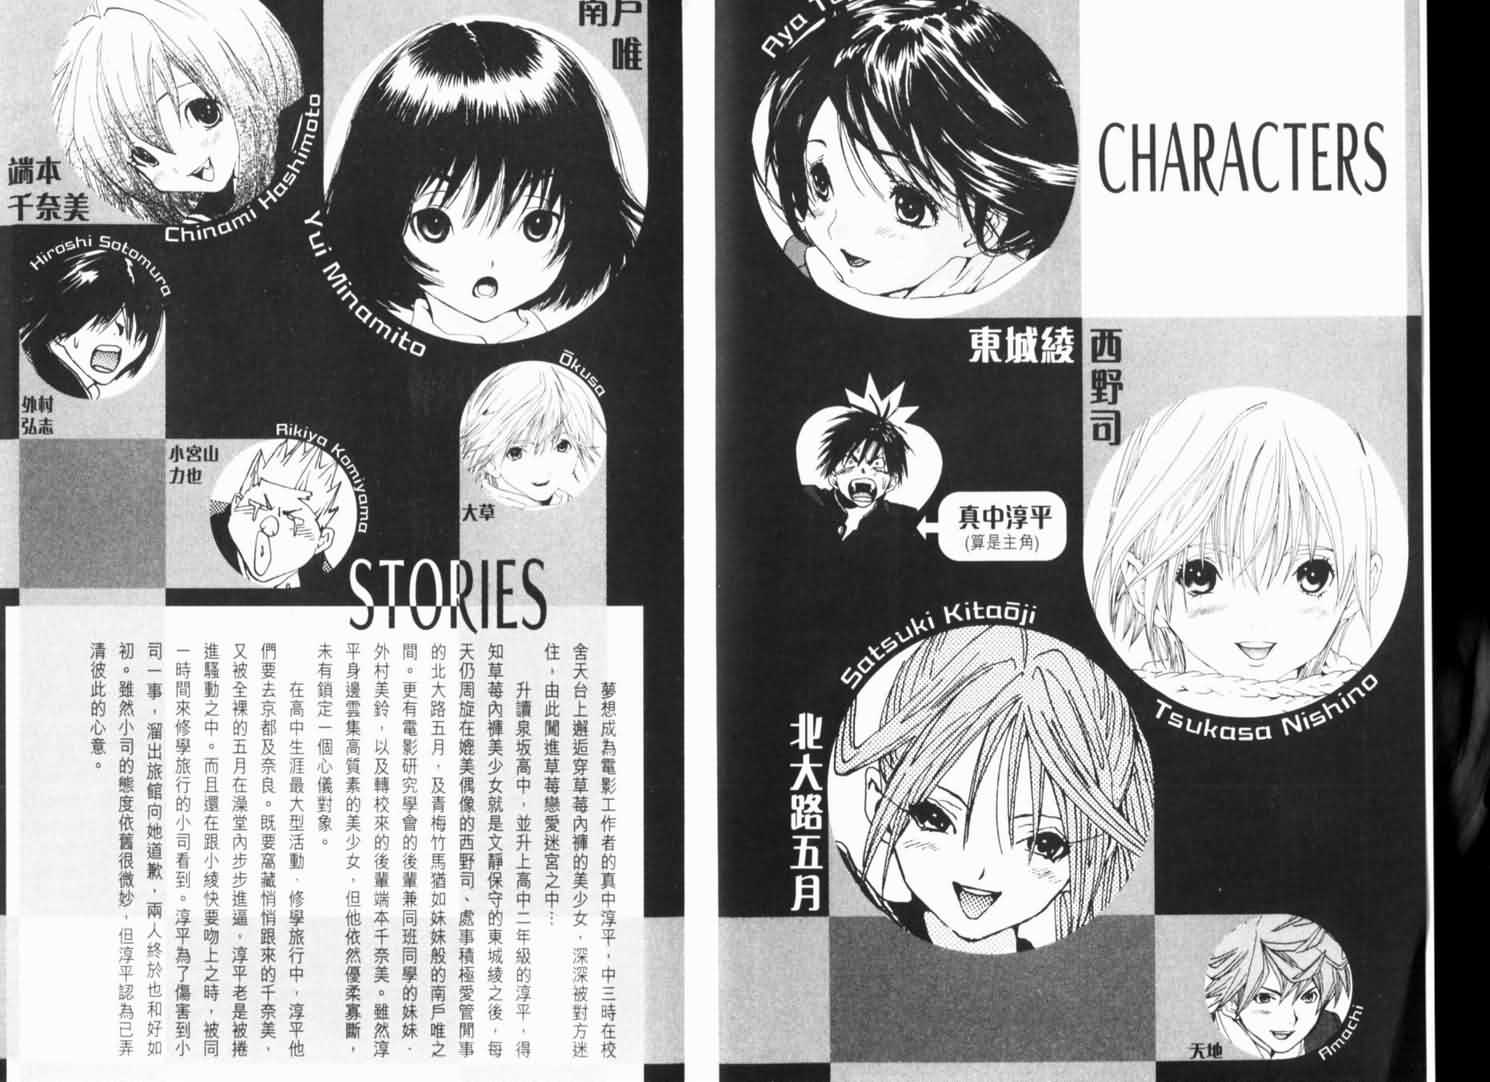 CHARACTERS
東城綾
西野司
Tsukasa Nishino
真中淳平
(算是主角)
Satsuki Kitaōji
北大路五月
天地
Amachi
南戶
唯
Yui Minamito
端本
千奈美
Chinami Hashimoto
Hiroshi Sotomura
外村
弘志
Ōkusa
大草
Rikiya Komiyama
小宮山
力也
STORIES
夢想成為電影工作者的真中淳平，中三時在校
舍天台上邂逅穿草莓內褲的美少女，深深被對方迷
住，由此闖進草莓戀愛迷宮之中…
升讀泉坂高中，並升上高中二年級的淳平，得
知草莓內褲美少女就是文靜保守的東城綾之後，每
天仍周旋在媲美偶像的西野司、處事積極愛管閒事
的北大路五月，及青梅竹馬猶如妹妹般的南戶唯之
間。更有電影研究學會的後輩兼同班同學的妹妹．
外村美鈴，以及轉校來的後輩端本千奈美。雖然淳
平身邊雲集高質素的美少女，但他依然優柔寡斷，
未有鎖定一個心儀對象。
在高中生涯最大型活動．修學旅行中，淳平他
們要去京都及奈良。既要窩藏悄悄跟來的千奈美，
又被全裸的五月在澡堂內步步進逼，淳平老是被捲
進騷動之中。而且還在跟小綾快要吻上之時，被同
一時間來修學旅行的小司看到。淳平為了傷害到小
司一事，溜出旅館向她道歉，兩人終於也和好如
初。雖然小司的態度依舊很微妙，但淳平認為已弄
清彼此的心意。